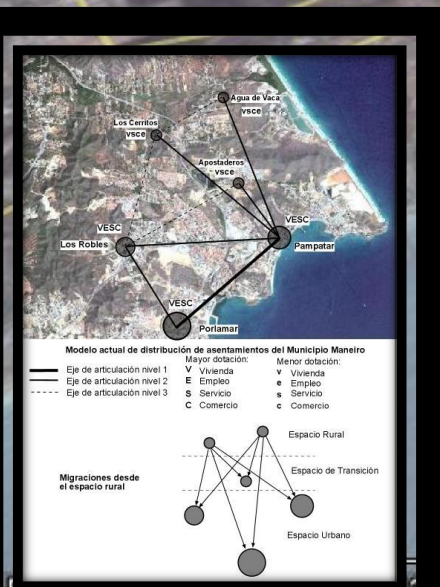 Agua de Vaca
vsce
Los Cerritos
vsce
Apostaderos
vsce
VESC
Los Robles
VESC
Pampatar
VESC
Porlamar
Modelo actual de distribución de asentamientos del Municipio Maneiro
Eje de articulación nivel 1
Eje de articulación nivel 2
Eje de articulación nivel 3
Mayor dotación:
V Vivienda
E Empleo
S Servicio
C Comercio
Menor dotación:
v Vivienda
e Empleo
s Servicio
c Comercio
Migraciones desde
el espacio rural
Espacio Rural
Espacio de Transición
Espacio Urbano